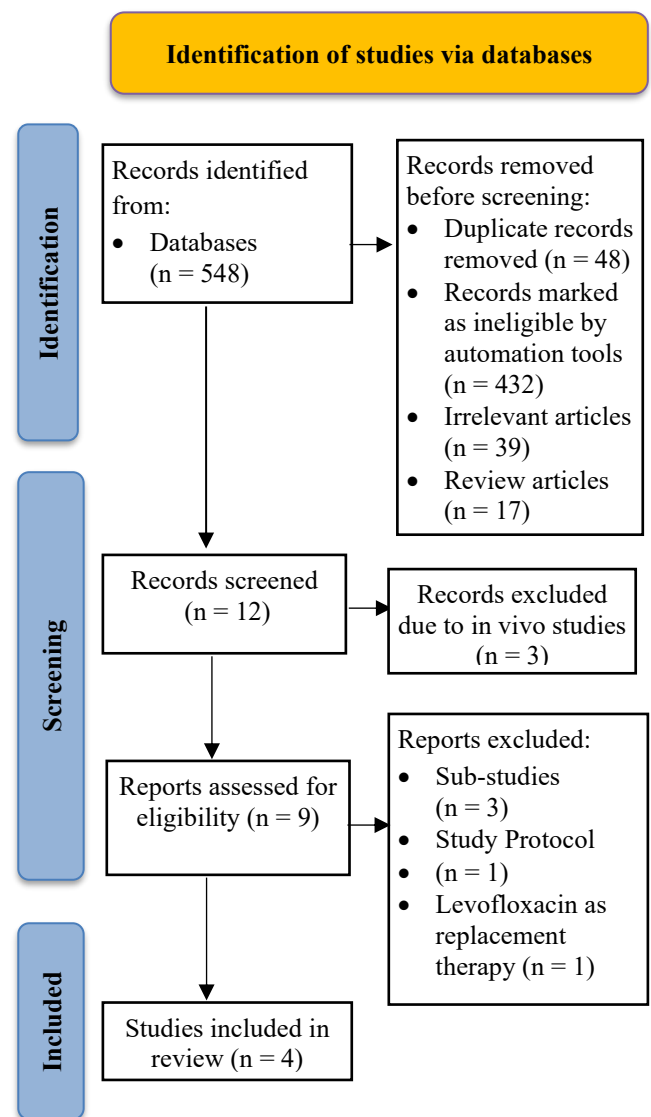 Identification of studies via databases
Identification
Records identified
from:
• Databases
(n = 548)
Records removed
before screening:
• Duplicate records
removed (n = 48)
• Records marked
as ineligible by
automation tools
(n = 432)
• Irrelevant articles
(n = 39)
• Review articles
(n = 17)
Screening
Records screened
(n = 12)
Records excluded
due to in vivo studies
(n = 3)
Reports assessed for
eligibility (n = 9)
Reports excluded:
• Sub-studies
(n = 3)
• Study Protocol
• (n = 1)
• Levofloxacin as
replacement
therapy (n = 1)
Included
Studies included in
review (n = 4)